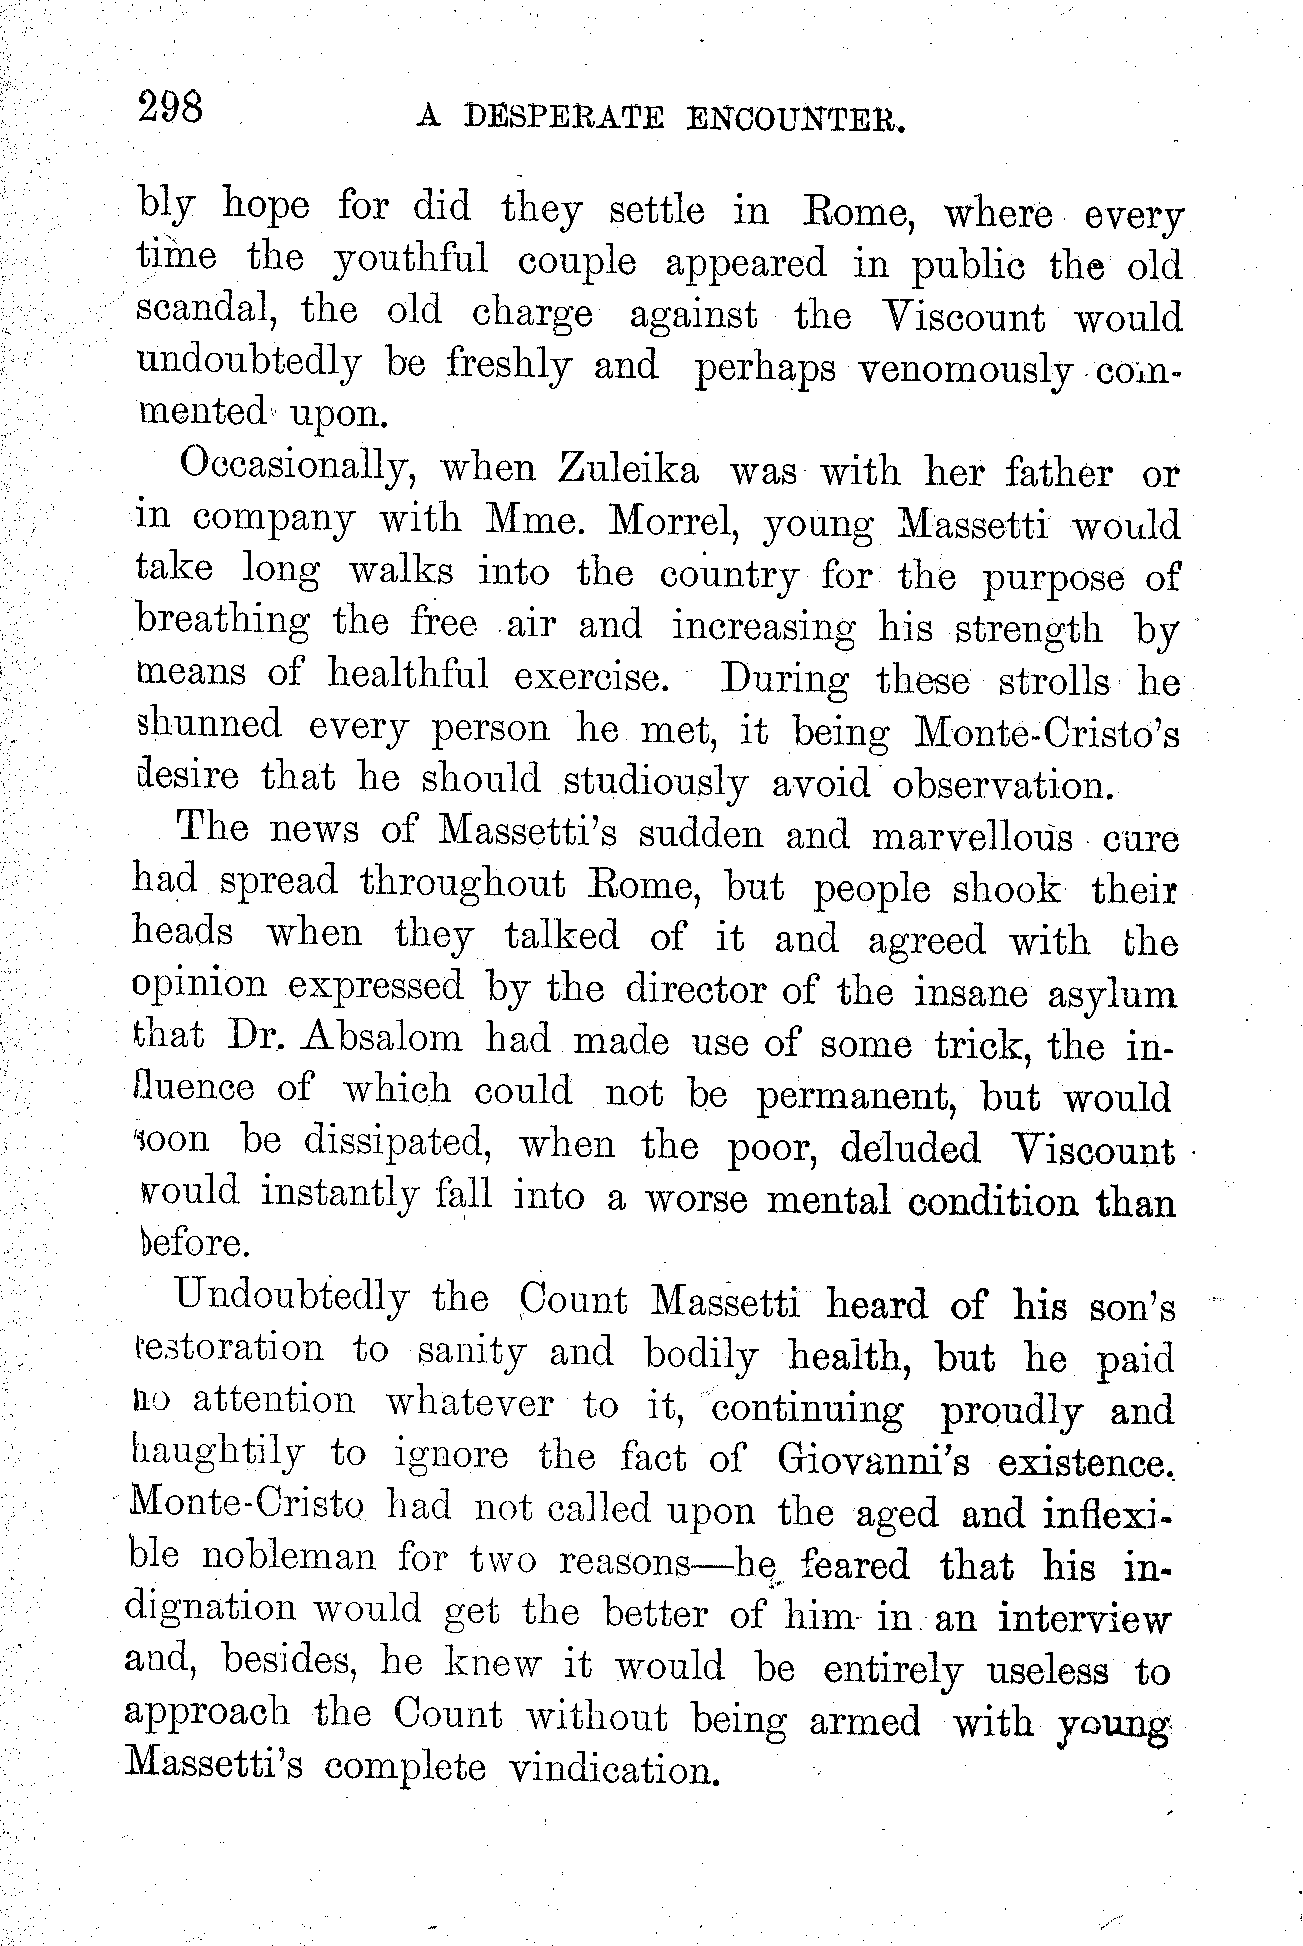 298 A DESPERATE ENCOUNTER.
bly hope for did they settle in Rome, where every
time the youthful couple appeared in public the old
scandal, the old charge against the Viscount would
undoubtedly be freshly and perhaps venomously com-
mented upon.
Occasionally, when Zuleika was with her father or
in company with Mme. Morrel, young Massetti would
take long walks into the country for the purpose of
breathing the free air and increasing his strength by
means of healthful exercise. During these strolls he
shunned every person he met, it being Monte-Cristo's
desire that he should studiously avoid observation.
The news of Massetti's sudden and marvellous cure
had spread throughout Rome, but people shook their
heads when they talked of it and agreed with the
opinion expressed by the director of the insane asylum
that Dr. Absalom had made use of some trick, the in-
fluence of which could not be permanent, but would
soon be dissipated, when the poor, deluded Viscount
would instantly fall into a worse mental condition than
before.
Undoubtedly the Count Massetti heard of his son's
restoration to sanity and bodily health, but he paid
no attention whatever to it, continuing proudly and
haughtily to ignore the fact of Giovanni's existence.
Monte-Cristo had not called upon the aged and inflexi-
ble nobleman for two reasons—he feared that his in-
dignation would get the better of him in an interview
and, besides, he knew it would be entirely useless to
approach the Count without being armed with young
Massetti's complete vindication.